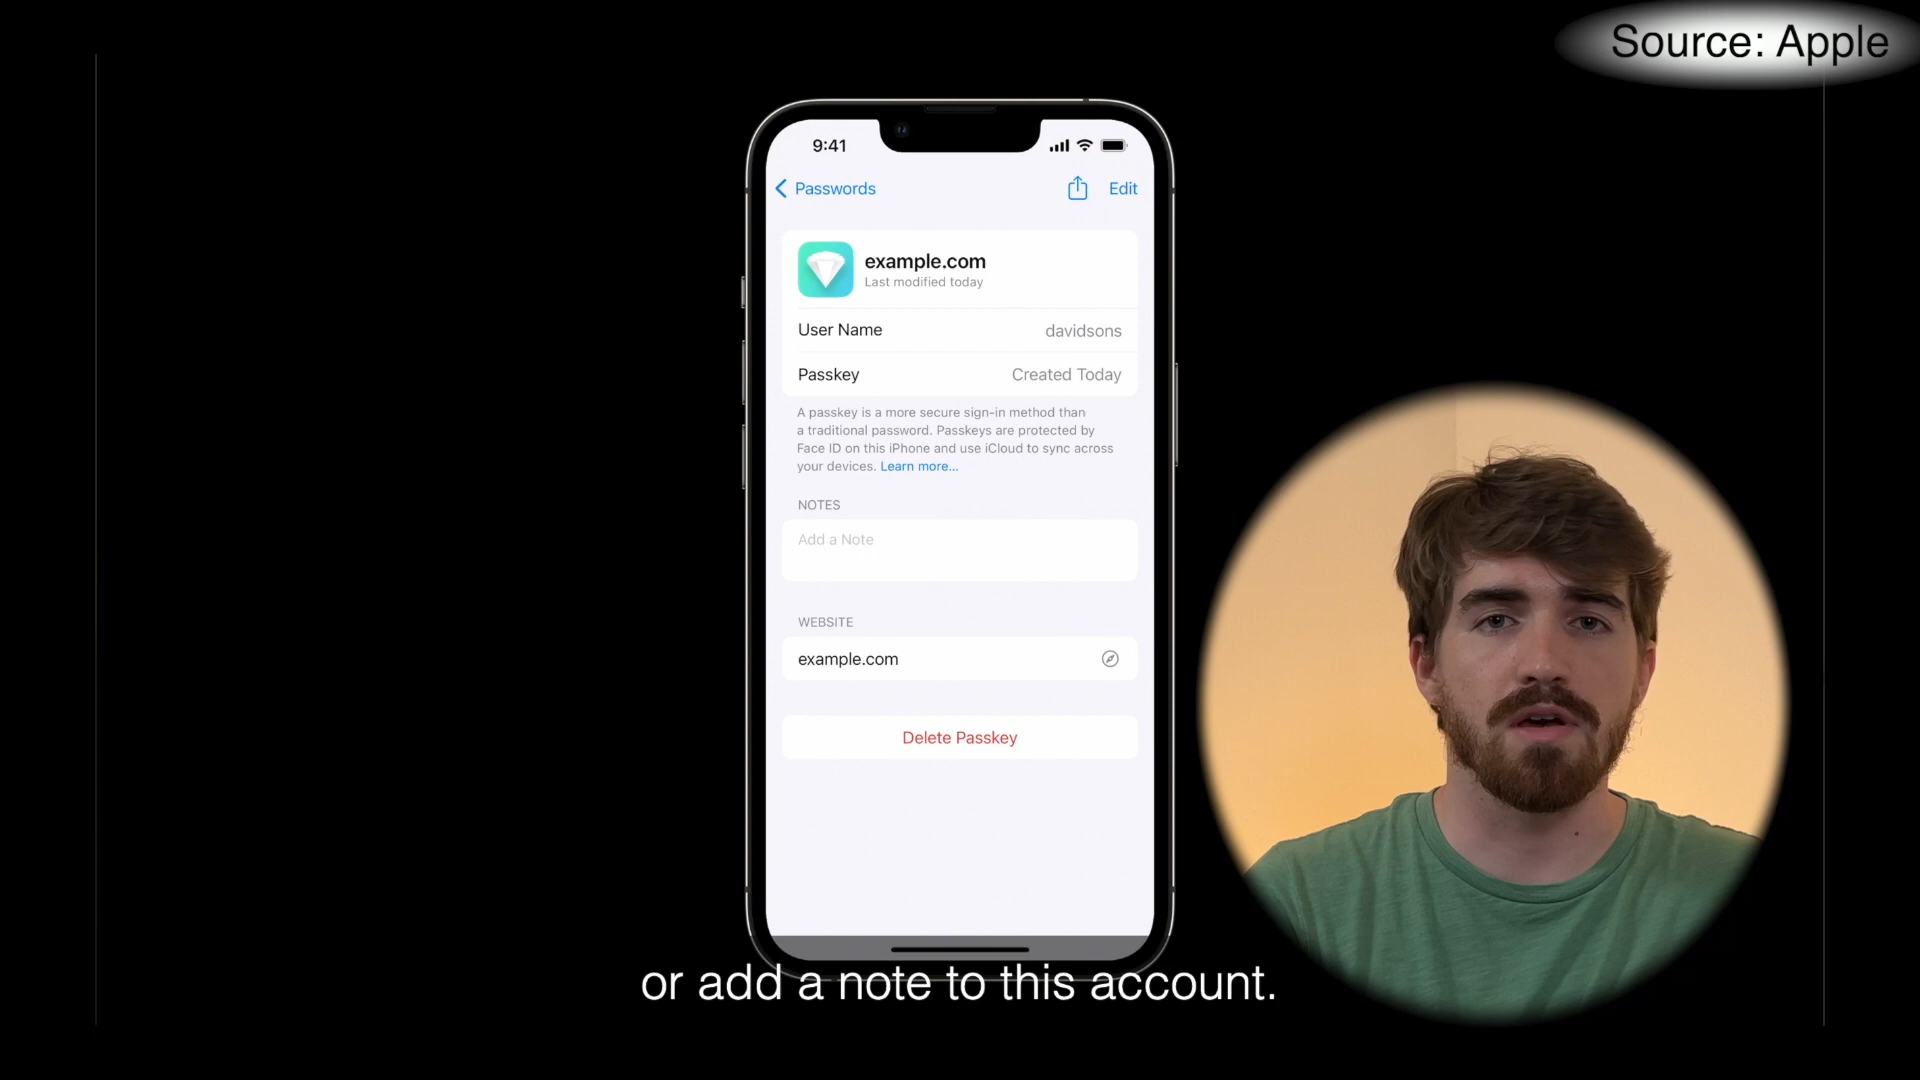 Source: Apple
9:41
Passwords
Edit
example.com
Last modified today
User Name davidsons
Passkey Created Today
A passkey is a more secure sign-in method than
a traditional password. Passkeys are protected by
Face ID on this iPhone and use iCloud to sync across
your devices. Learn more...
NOTES
Add a Note
WEBSITE
example.com
Delete Passkey
or add a note to this account.